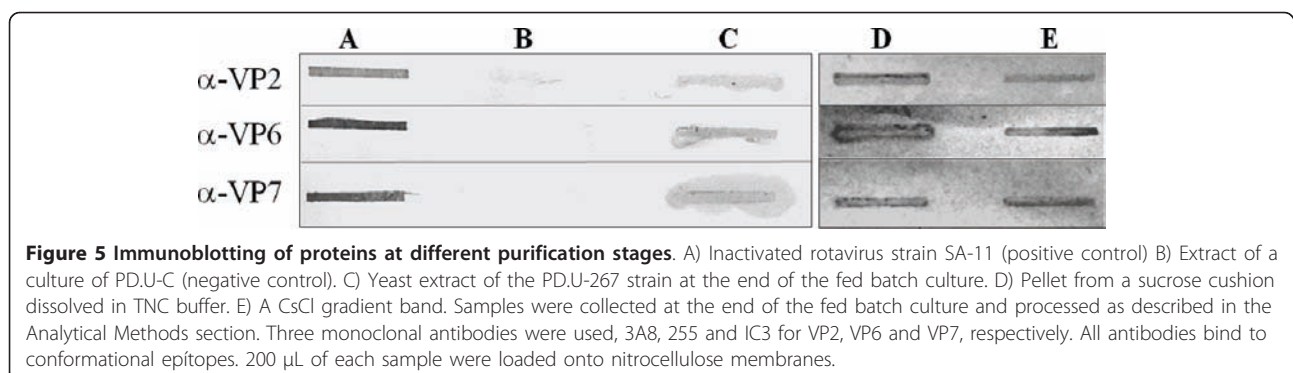 A B C D E
α-VP2
α-VP6
α-VP7
Figure 5 Immunoblotting of proteins at different purification stages. A) Inactivated rotavirus strain SA-11 (positive control) B) Extract of a
culture of PD.U-C (negative control). C) Yeast extract of the PD.U-267 strain at the end of the fed batch culture. D) Pellet from a sucrose cushion
dissolved in TNC buffer. E) A CsCl gradient band. Samples were collected at the end of the fed batch culture and processed as described in the
Analytical Methods section. Three monoclonal antibodies were used, 3A8, 255 and IC3 for VP2, VP6 and VP7, respectively. All antibodies bind to
conformational epítopes. 200 μL of each sample were loaded onto nitrocellulose membranes.